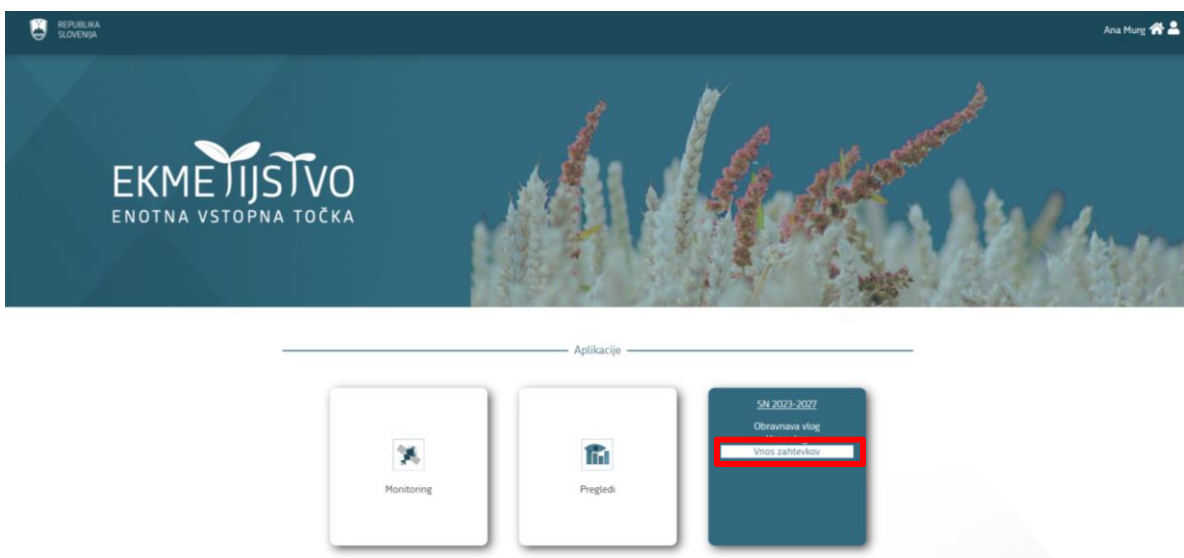 REPUBLIKA
SLOVENIJA
Ana Murg
EKMETIJSTVO
ENOTNA VSTOPNA TOČKA
Aplikacije
SN 2023-2027
Obravnava vlog
Vnos zahtevkov
Monitoring
Pregledi